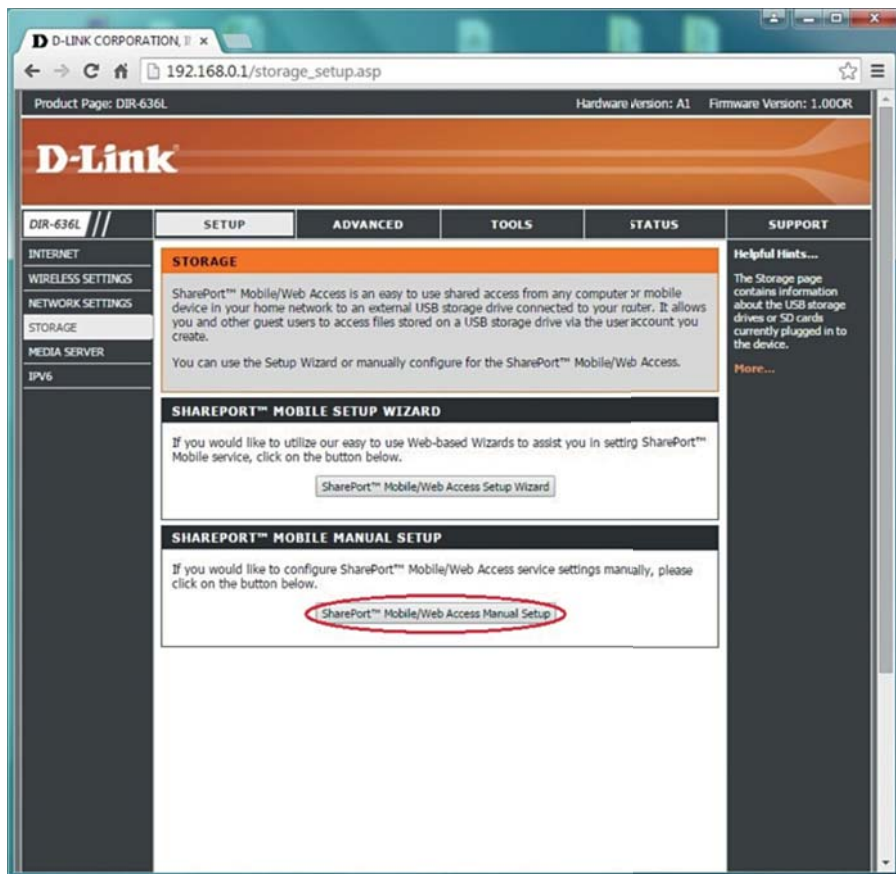 D D-LINK CORPORATION, I
192.168.0.1/storage_setup.asp
Product Page: DIR-636L
Hardware Version: A1 Firmware Version: 1.00OR
D-Link
DIR-636L // SETUP ADVANCED TOOLS STATUS SUPPORT
INTERNET
WIRELESS SETTINGS
NETWORK SETTINGS
STORAGE
MEDIA SERVER
IPV6
STORAGE
SharePort™ Mobile/Web Access is an easy to use shared access from any computer or mobile
device in your home network to an external USB storage drive connected to your router. It allows
you and other guest users to access files stored on a USB storage drive via the user account you
create.
You can use the Setup Wizard or manually configure for the SharePort™ Mobile/Web Access.
SHAREPORT™ MOBILE SETUP WIZARD
If you would like to utilize our easy to use Web-based Wizards to assist you in setting SharePort™
Mobile service, click on the button below.
SharePort™ Mobile/Web Access Setup Wizard
SHAREPORT™ MOBILE MANUAL SETUP
If you would like to configure SharePort™ Mobile/Web Access service settings manually, please
click on the button below.
SharePort™ Mobile/Web Access Manual Setup
Helpful Hints...
The Storage page
contains information
about the USB storage
drives or SD cards
currently plugged in to
the device.
More...